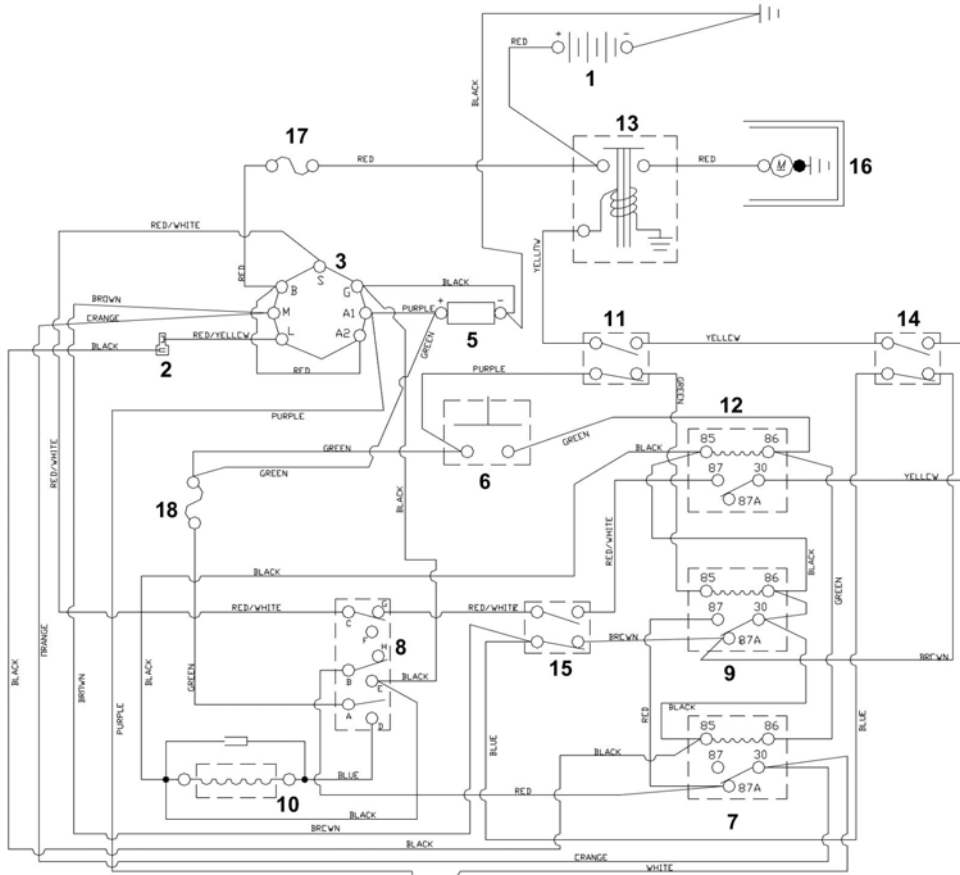 RED
+
-
1
BLACK
13
17
RED
RED
M
16
RED/WHITE
3
S
YELLOW
RED
B
G
BLACK
BROWN
M
A1
PURPLE
+
-
ORANGE
L
A2
RED/YELLOW
5
GREEN
11
YELLOW
14
BLACK
2
RED
PURPLE
GREEN
12
PURPLE
GREEN
85
86
BLACK
GREEN
GREEN
6
87
30
YELLOW
RED/WHITE
18
BLACK
87A
RED/WHITE
BLACK
BLACK
GREEN
85
86
RED/WHITE
C
RED/WHITE
87
30
F
8
H
BROWN
87A
BROWN
B
E
15
9
BLACK
ORANGE
BROWN
BLACK
PURPLE
GREEN
A
D
RED
BLACK
BLUE
BLUE
85
86
BLACK
87
30
BLUE
10
87A
RED
BLACK
7
BROWN
BLACK
ORANGE
WHITE